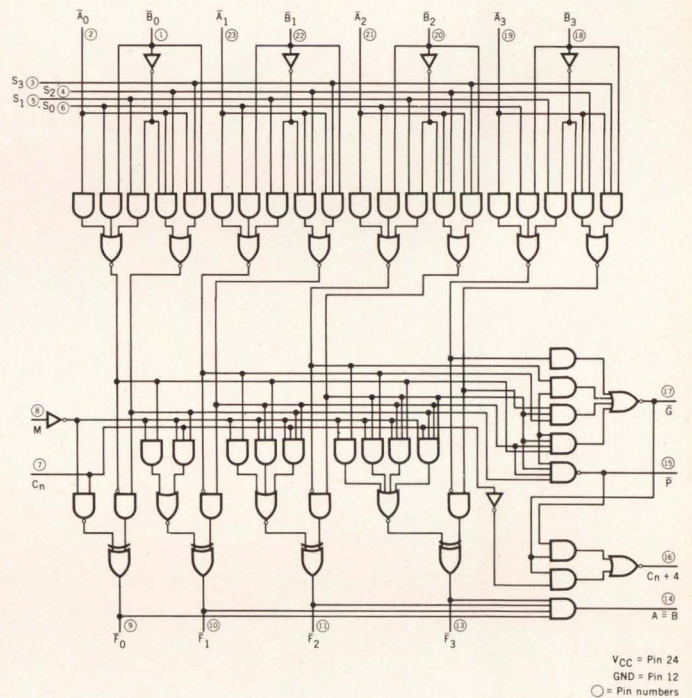 Ā0 B̄0 Ā1 B̄1 Ā2 B̄2 Ā3 B̄3
② ① ㉓ ㉒ ㉑ ⑳ ⑲ ⑱
S3 ③
S2 ④
S1 ⑤
S0 ⑥
⑰
Ḡ
⑧
M
⑮
P̄
⑦
Cn
⑯
Cn + 4
⑭
A = B
⑨ ⑩ ⑪ ⑬
F̄0 F̄1 F̄2 F̄3
VCC = Pin 24
GND = Pin 12
○ = Pin numbers